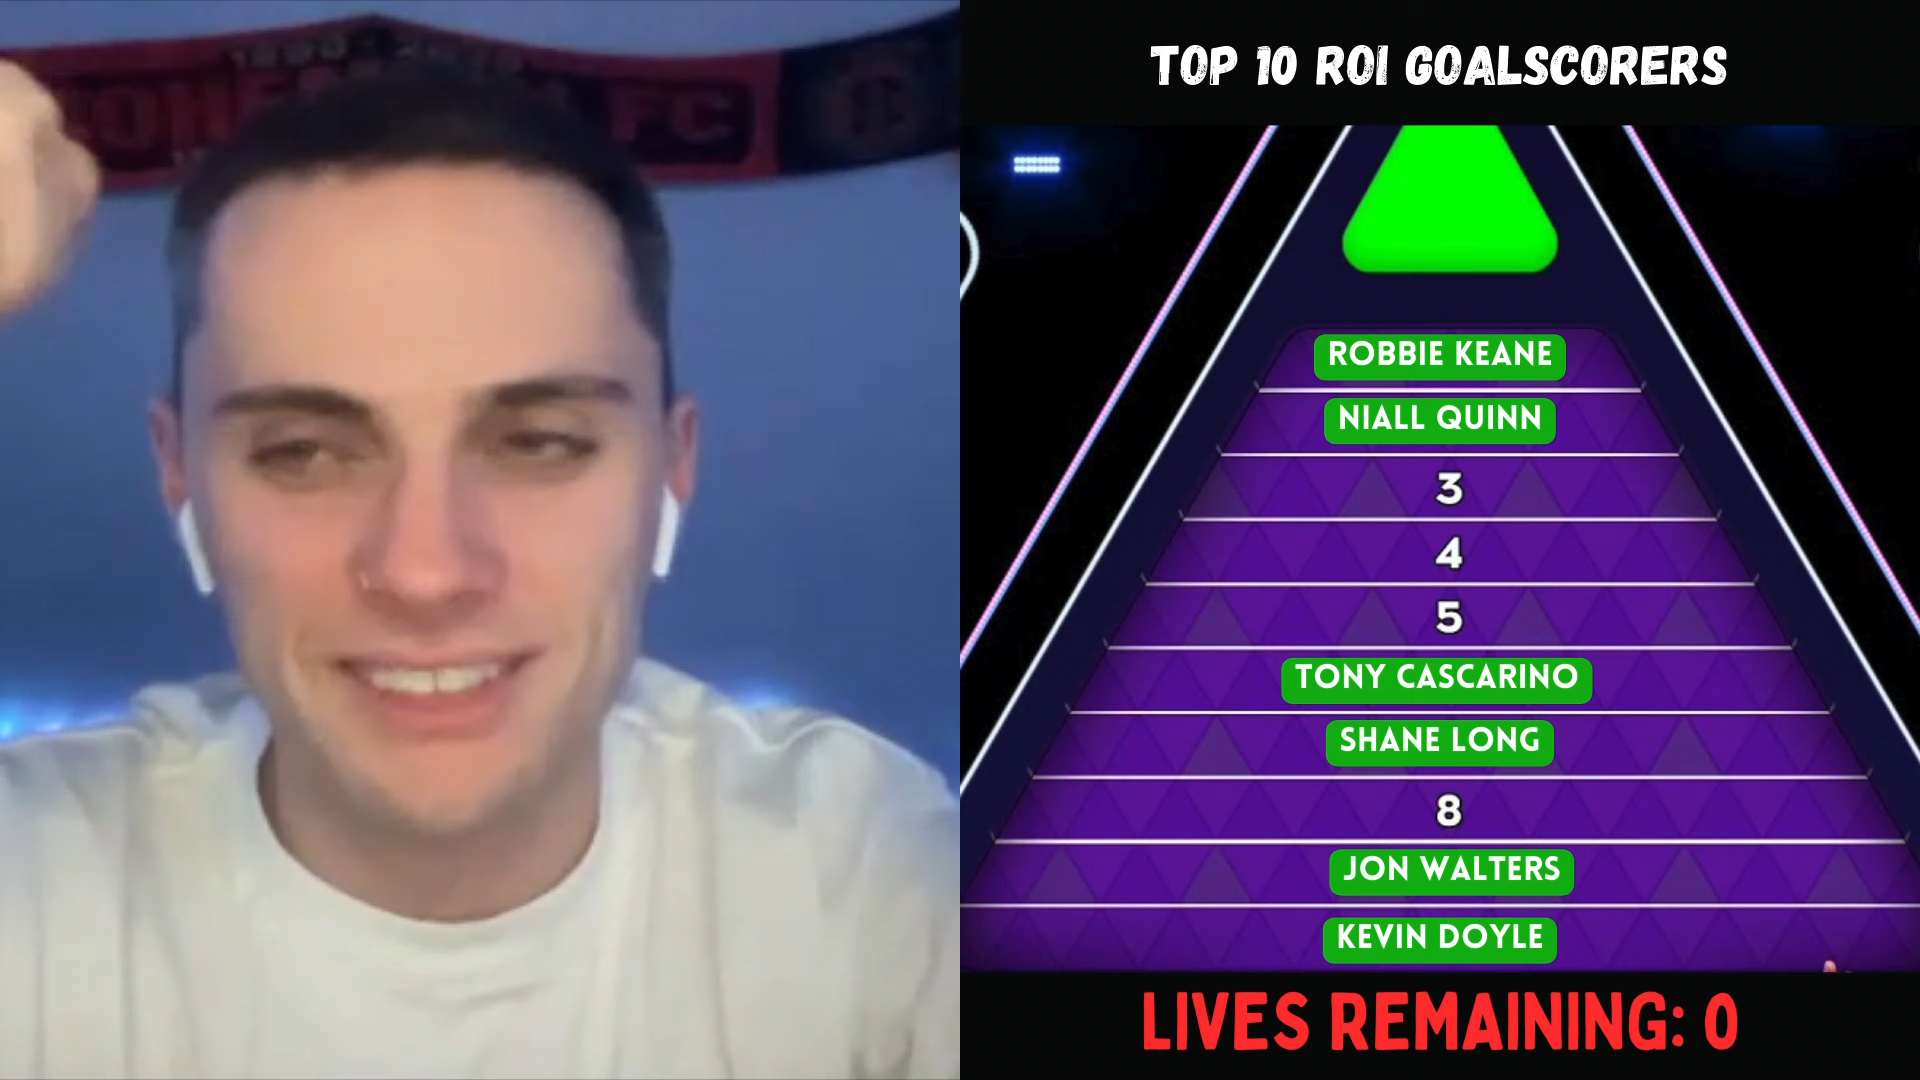 TOP 10 ROI GOALSCORERS
FC
ROBBIE KEANE
NIALL QUINN
3
4
5
TONY CASCARINO
SHANE LONG
8
JON WALTERS
KEVIN DOYLE
LIVES REMAINING: 0